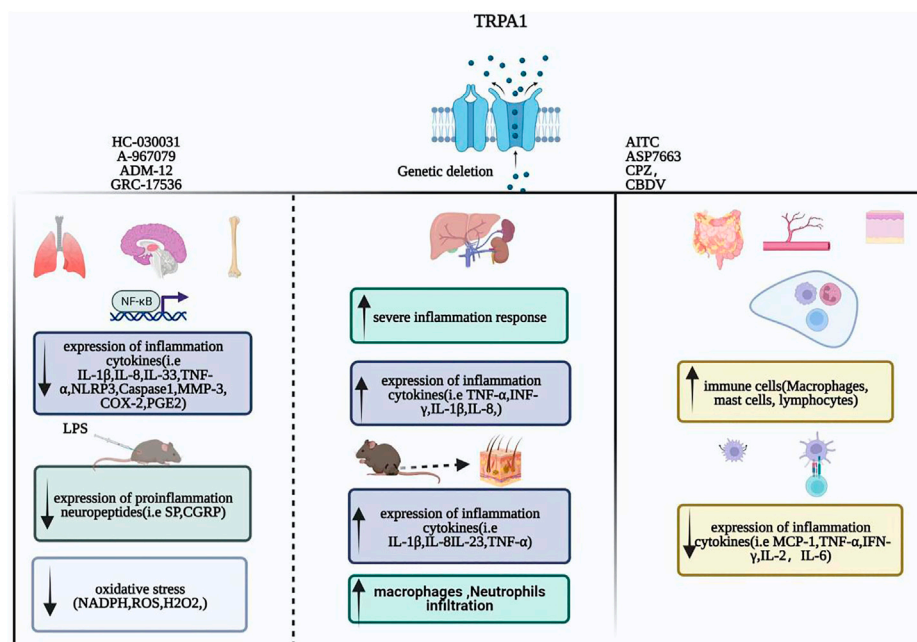 TRPA1
HC-030031
A-967079
ADM-12
GRC-17536
Genetic deletion
AITC
ASP7663
CPZ,
CBDV
NF-κB
expression of inflammation
cytokines(i.e
IL-1β,IL-8,IL-33,TNF-
α,NLRP3,Caspase1,MMP-3,
COX-2,PGE2)
LPS
expression of proinflammation
neuropeptides(i.e SP,CGRP)
oxidative stress
(NADPH,ROS,H2O2,)
severe inflammation response
expression of inflammation
cytokines(i.e TNF-α,INF-
γ,IL-1β,IL-8,)
expression of inflammation
cytokines(i.e
IL-1β,IL-8IL-23,TNF-α)
macrophages ,Neutrophils
infiltration
immune cells(Macrophages,
mast cells, lymphocytes)
expression of inflammation
cytokines(i.e MCP-1,TNF-α,IFN-
γ,IL-2, IL-6)